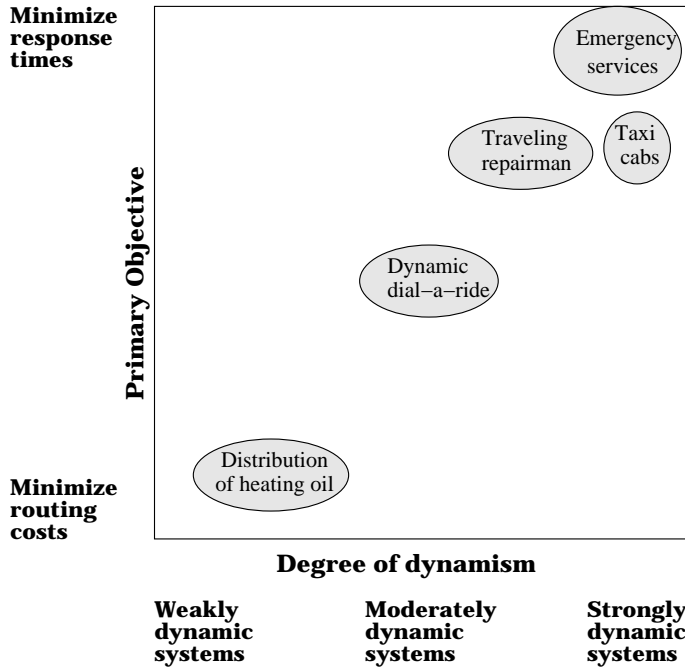 Minimize
response
times
Emergency
services
Traveling
repairman
Taxi
cabs
Primary Objective
Dynamic
dial−a−ride
Distribution
of heating oil
Minimize
routing
costs
Degree of dynamism
Weakly
dynamic
systems
Moderately
dynamic
systems
Strongly
dynamic
systems